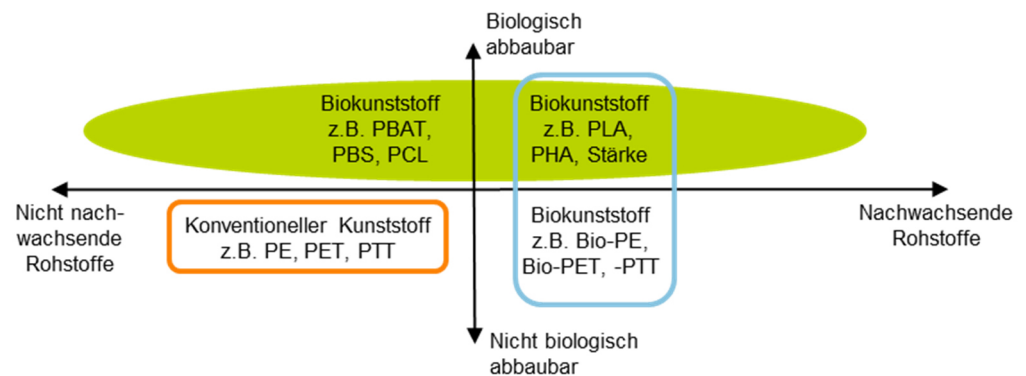 Biologisch
abbaubar
Biokunststoff
z.B. PBAT,
PBS, PCL
Biokunststoff
z.B. PLA,
PHA, Stärke
Nicht nach-
wachsende
Rohstoffe
Konventioneller Kunststoff
z.B. PE, PET, PTT
Biokunststoff
z.B. Bio-PE,
Bio-PET, -PTT
Nachwachsende
Rohstoffe
Nicht biologisch
abbaubar